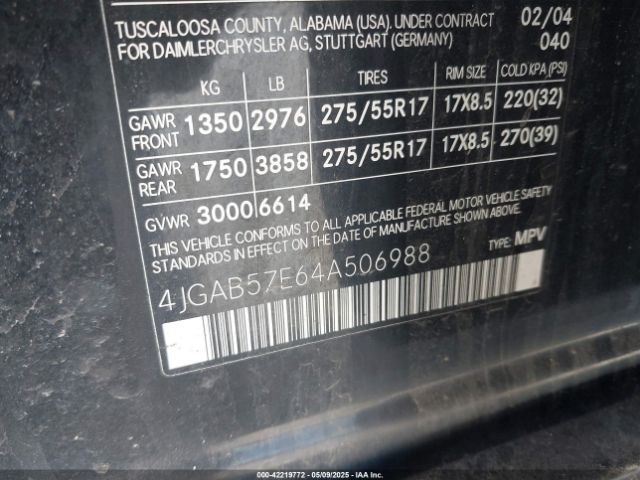 TUSCALOOSA COUNTY, ALABAMA (USA). UNDER CONTRACT 02/04
FOR DAIMLERCHRYSLER AG, STUTTGART (GERMANY) 040
KG LB TIRES RIM SIZE COLD KPA (PSI)
GAWR FRONT 1350 2976 275/55R17 17X8.5 220(32)
GAWR REAR 1750 3858 275/55R17 17X8.5 270(39)
GVWR 3000 6614
THIS VEHICLE CONFORMS TO ALL APPLICABLE FEDERAL MOTOR VEHICLE SAFETY
STANDARDS IN EFFECT ON THE DATE OF MANUFACTURE SHOWN ABOVE.
4JGAB57E64A506988 TYPE: MPV
000-42219772 - 05/09/2025 - IAAI.COM